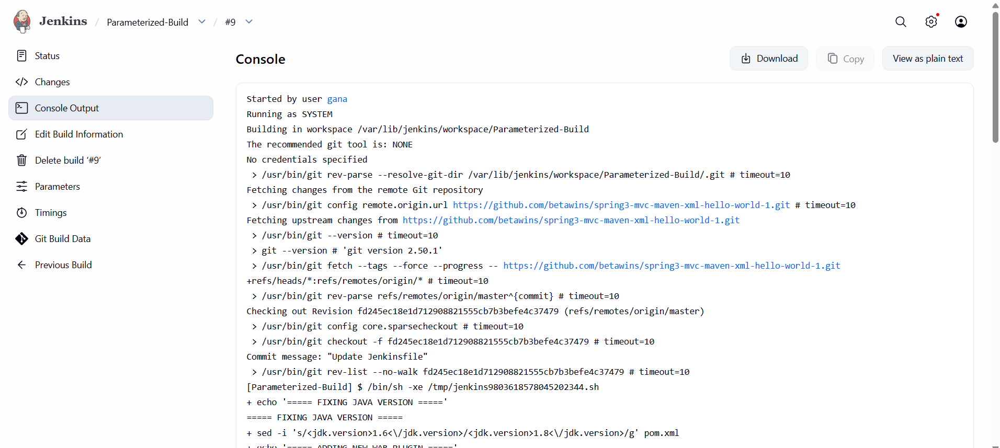 Jenkins / Parameterized-Build / #9
Status
Changes
Console Output
Edit Build Information
Delete build ‘#9’
Parameters
Timings
Git Build Data
Previous Build
Console
Download
Copy
View as plain text
Started by user gana
Running as SYSTEM
Building in workspace /var/lib/jenkins/workspace/Parameterized-Build
The recommended git tool is: NONE
No credentials specified
> /usr/bin/git rev-parse --resolve-git-dir /var/lib/jenkins/workspace/Parameterized-Build/.git # timeout=10
Fetching changes from the remote Git repository
> /usr/bin/git config remote.origin.url https://github.com/betawins/spring3-mvc-maven-xml-hello-world-1.git # timeout=10
Fetching upstream changes from https://github.com/betawins/spring3-mvc-maven-xml-hello-world-1.git
> /usr/bin/git --version # timeout=10
> git --version # 'git version 2.50.1'
> /usr/bin/git fetch --tags --force --progress -- https://github.com/betawins/spring3-mvc-maven-xml-hello-world-1.git
+refs/heads/*:refs/remotes/origin/* # timeout=10
> /usr/bin/git rev-parse refs/remotes/origin/master^{commit} # timeout=10
Checking out Revision fd245ec18e1d712908821555cb7b3befe4c37479 (refs/remotes/origin/master)
> /usr/bin/git config core.sparsecheckout # timeout=10
> /usr/bin/git checkout -f fd245ec18e1d712908821555cb7b3befe4c37479 # timeout=10
Commit message: "Update Jenkinsfile"
> /usr/bin/git rev-list --no-walk fd245ec18e1d712908821555cb7b3befe4c37479 # timeout=10
[Parameterized-Build] $ /bin/sh -xe /tmp/jenkins9803618578045202344.sh
+ echo '===== FIXING JAVA VERSION ====='
===== FIXING JAVA VERSION =====
+ sed -i 's/<jdk.version>1.6<\/jdk.version>/<jdk.version>1.8<\/jdk.version>/g' pom.xml
+ echo '===== ADDING NEW WAR PLUGIN ====='